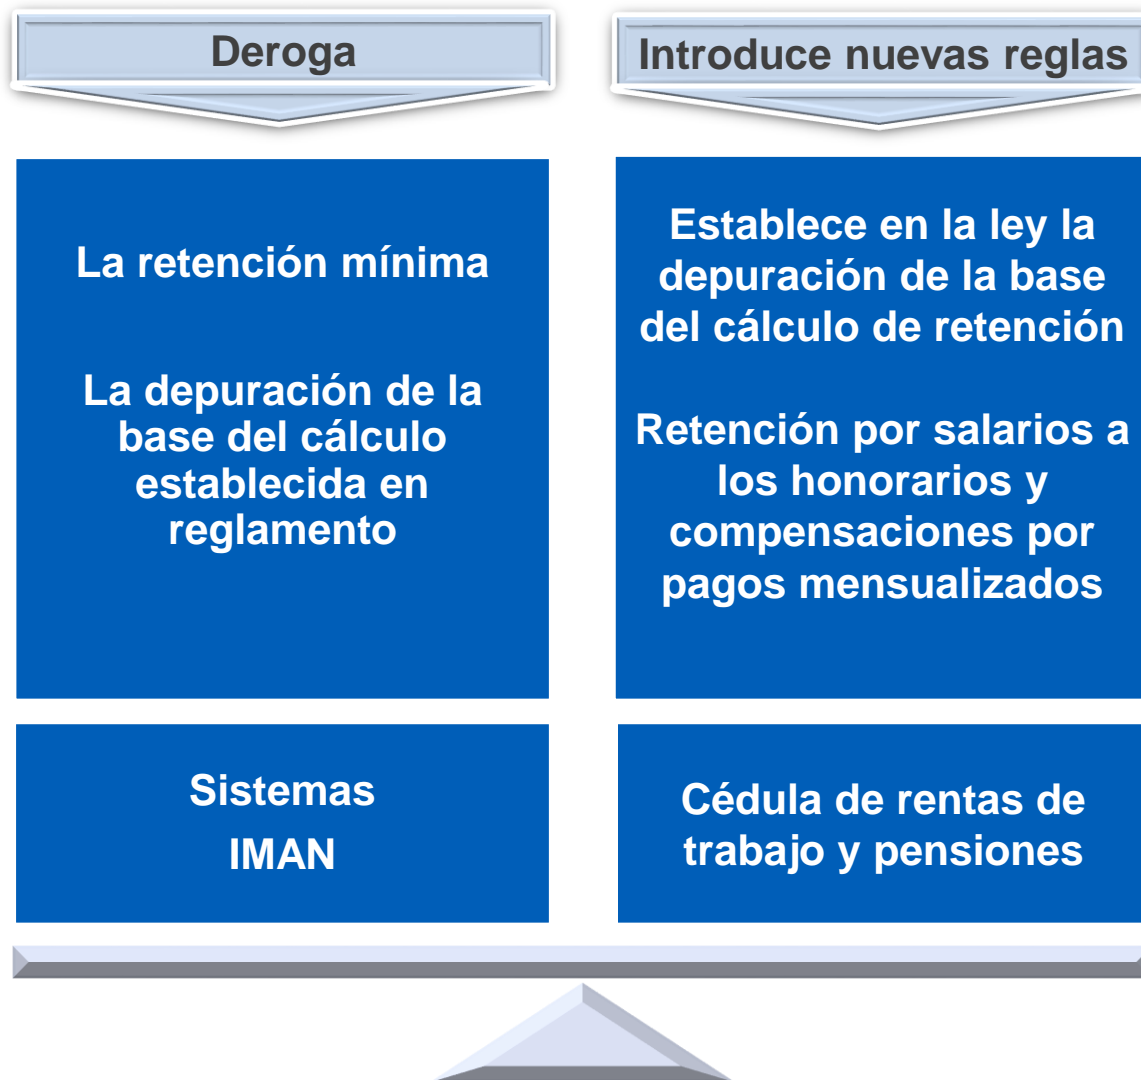 Deroga
La retención mínima
La depuración de la
base del cálculo
establecida en
reglamento
Sistemas
IMAN
Introduce nuevas reglas
Establece en la ley la
depuración de la base
del cálculo de retención
Retención por salarios a
los honorarios y
compensaciones por
pagos mensualizados
Cédula de rentas de
trabajo y pensiones